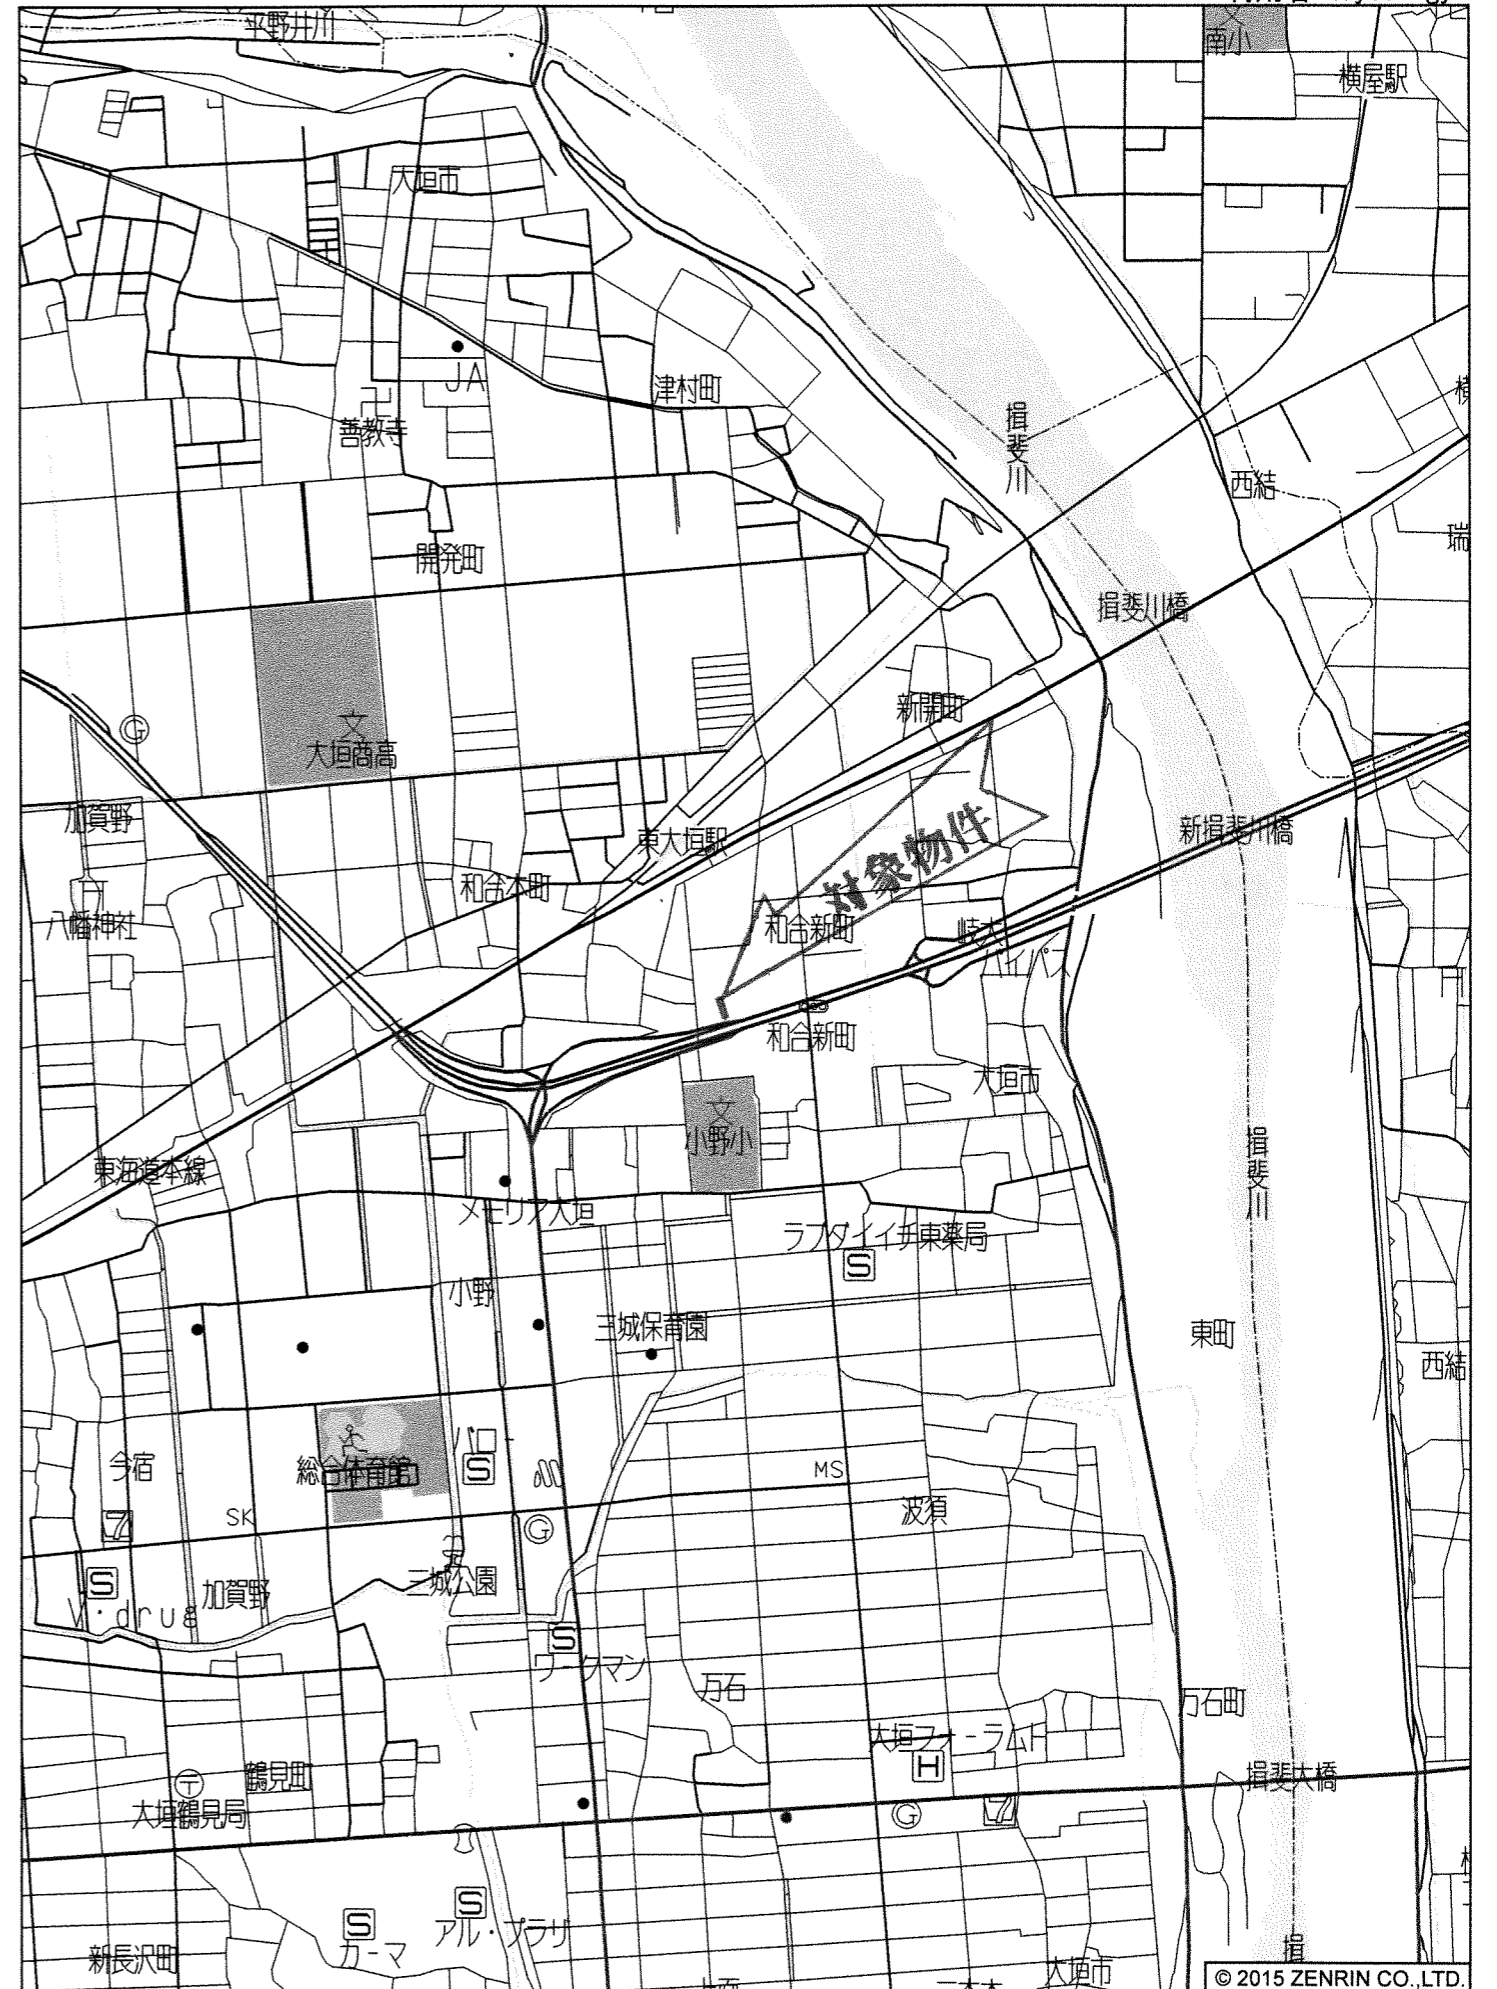 平野井川
南小
横屋駅
大垣市
JA
津村町
善教寺
揖斐川
西結
瑞
開発町
揖斐川橋
新開町
大垣商高
加賀野
東大垣駅
新揖斐川橋
対象物件
和合本町
八幡神社
和合新町
岐大
バイパス
和合新町
大垣市
小野小
揖斐川
東海道本線
メモリア大垣
ラブダイイチ東薬局
S
小野
三城保育園
東町
西結
バロー
S
今宿
総合体育館
MS
SK
波須
7
G
S
加賀野
三城公園
V・drug
S
ワークマン
万石
万石町
大垣フォーラムH
H
揖斐大橋
鶴見町
大垣鶴見局
G
7
S
S
カーマ
アル・プラザ
新長沢町
大垣市
揖
© 2015 ZENRIN CO.,LTD.